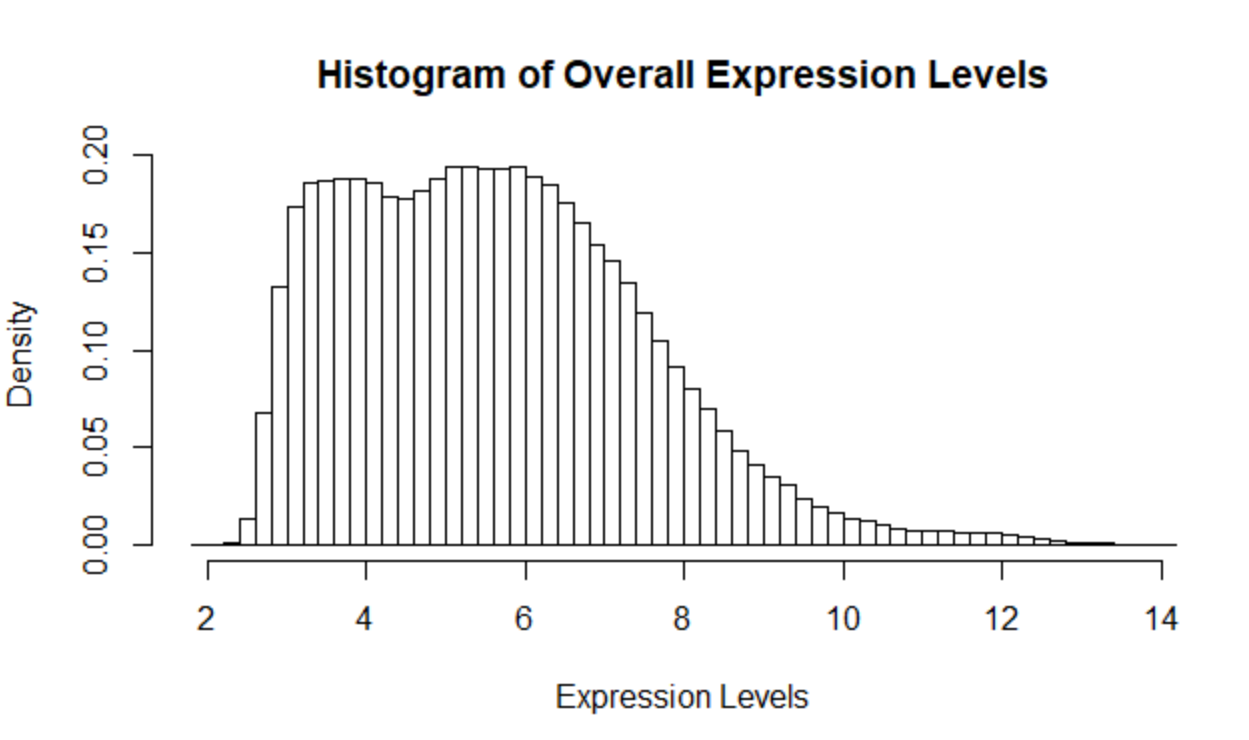 Histogram of Overall Expression Levels
0.20
0.15
0.10
0.05
0.00
Density
2 4 6 8 10 12 14
Expression Levels